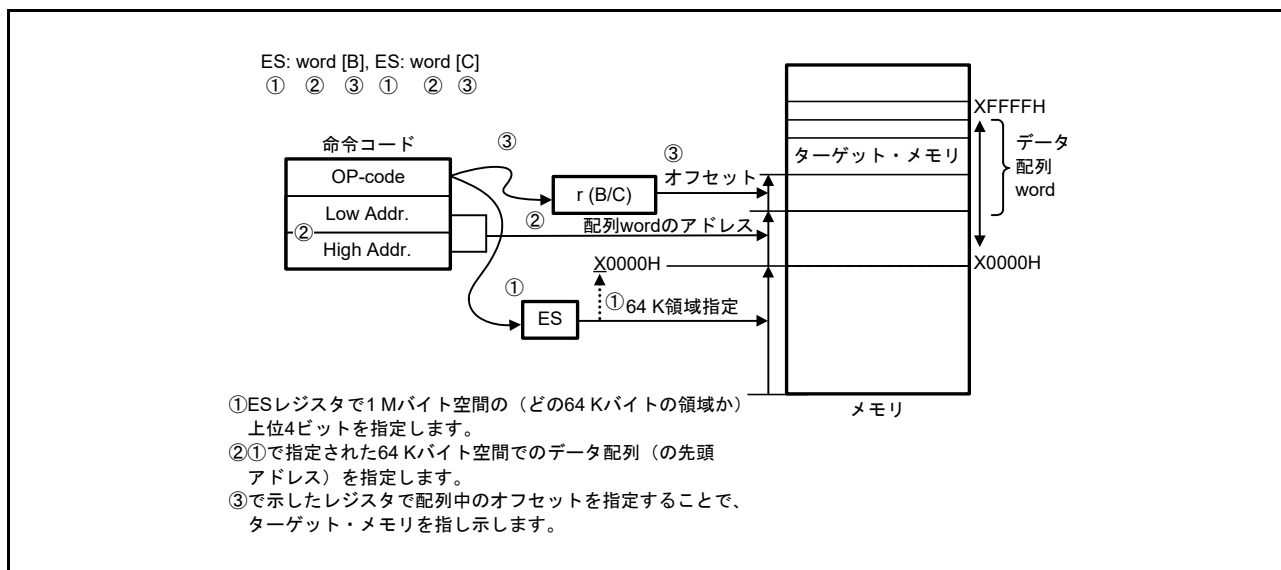 ES: word [B], ES: word [C]
① ② ③ ① ② ③
命令コード
OP-code
Low Addr.
②
High Addr.
③
r (B/C)
③
オフセット
②
配列wordのアドレス
X0000H
①
ES
①64 K領域指定
ターゲット・メモリ
XFFFFH
データ
配列
word
X0000H
メモリ
①ESレジスタで1 Mバイト空間の（どの64 Kバイトの領域か）
上位4ビットを指定します。
②①で指定された64 Kバイト空間でのデータ配列（の先頭
アドレス）を指定します。
③で示したレジスタで配列中のオフセットを指定することで、
ターゲット・メモリを指し示します。